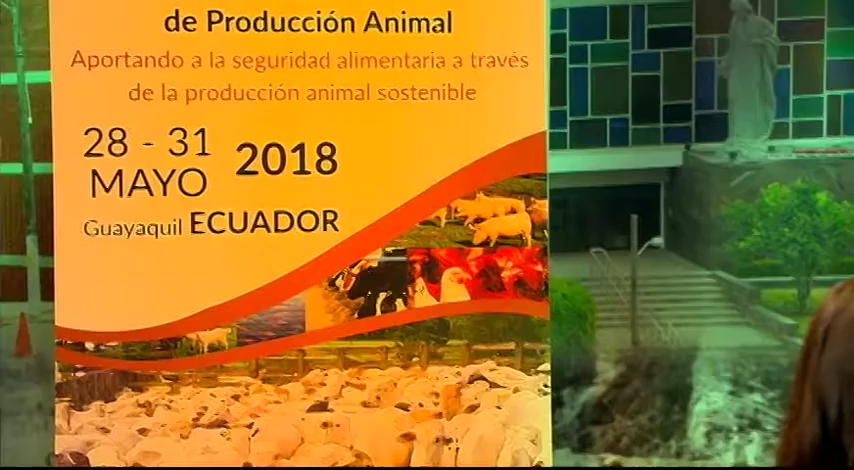 de Producción Animal
Aportando a la seguridad alimentaria a través
de la producción animal sostenible
28 - 31
MAYO
2018
Guayaquil ECUADOR